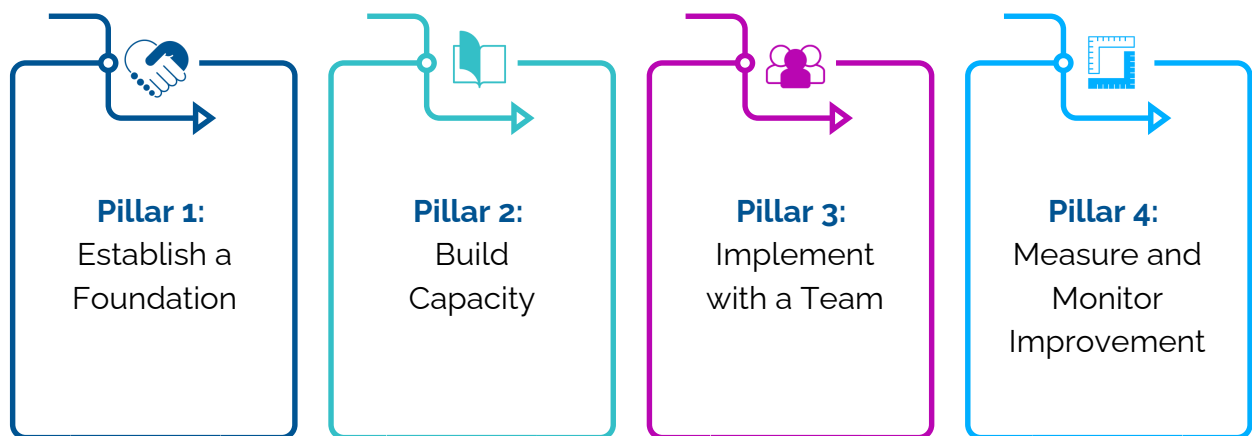 Pillar 1:
Establish a
Foundation
Pillar 2:
Build
Capacity
Pillar 3:
Implement
with a Team
Pillar 4:
Measure and
Monitor
Improvement